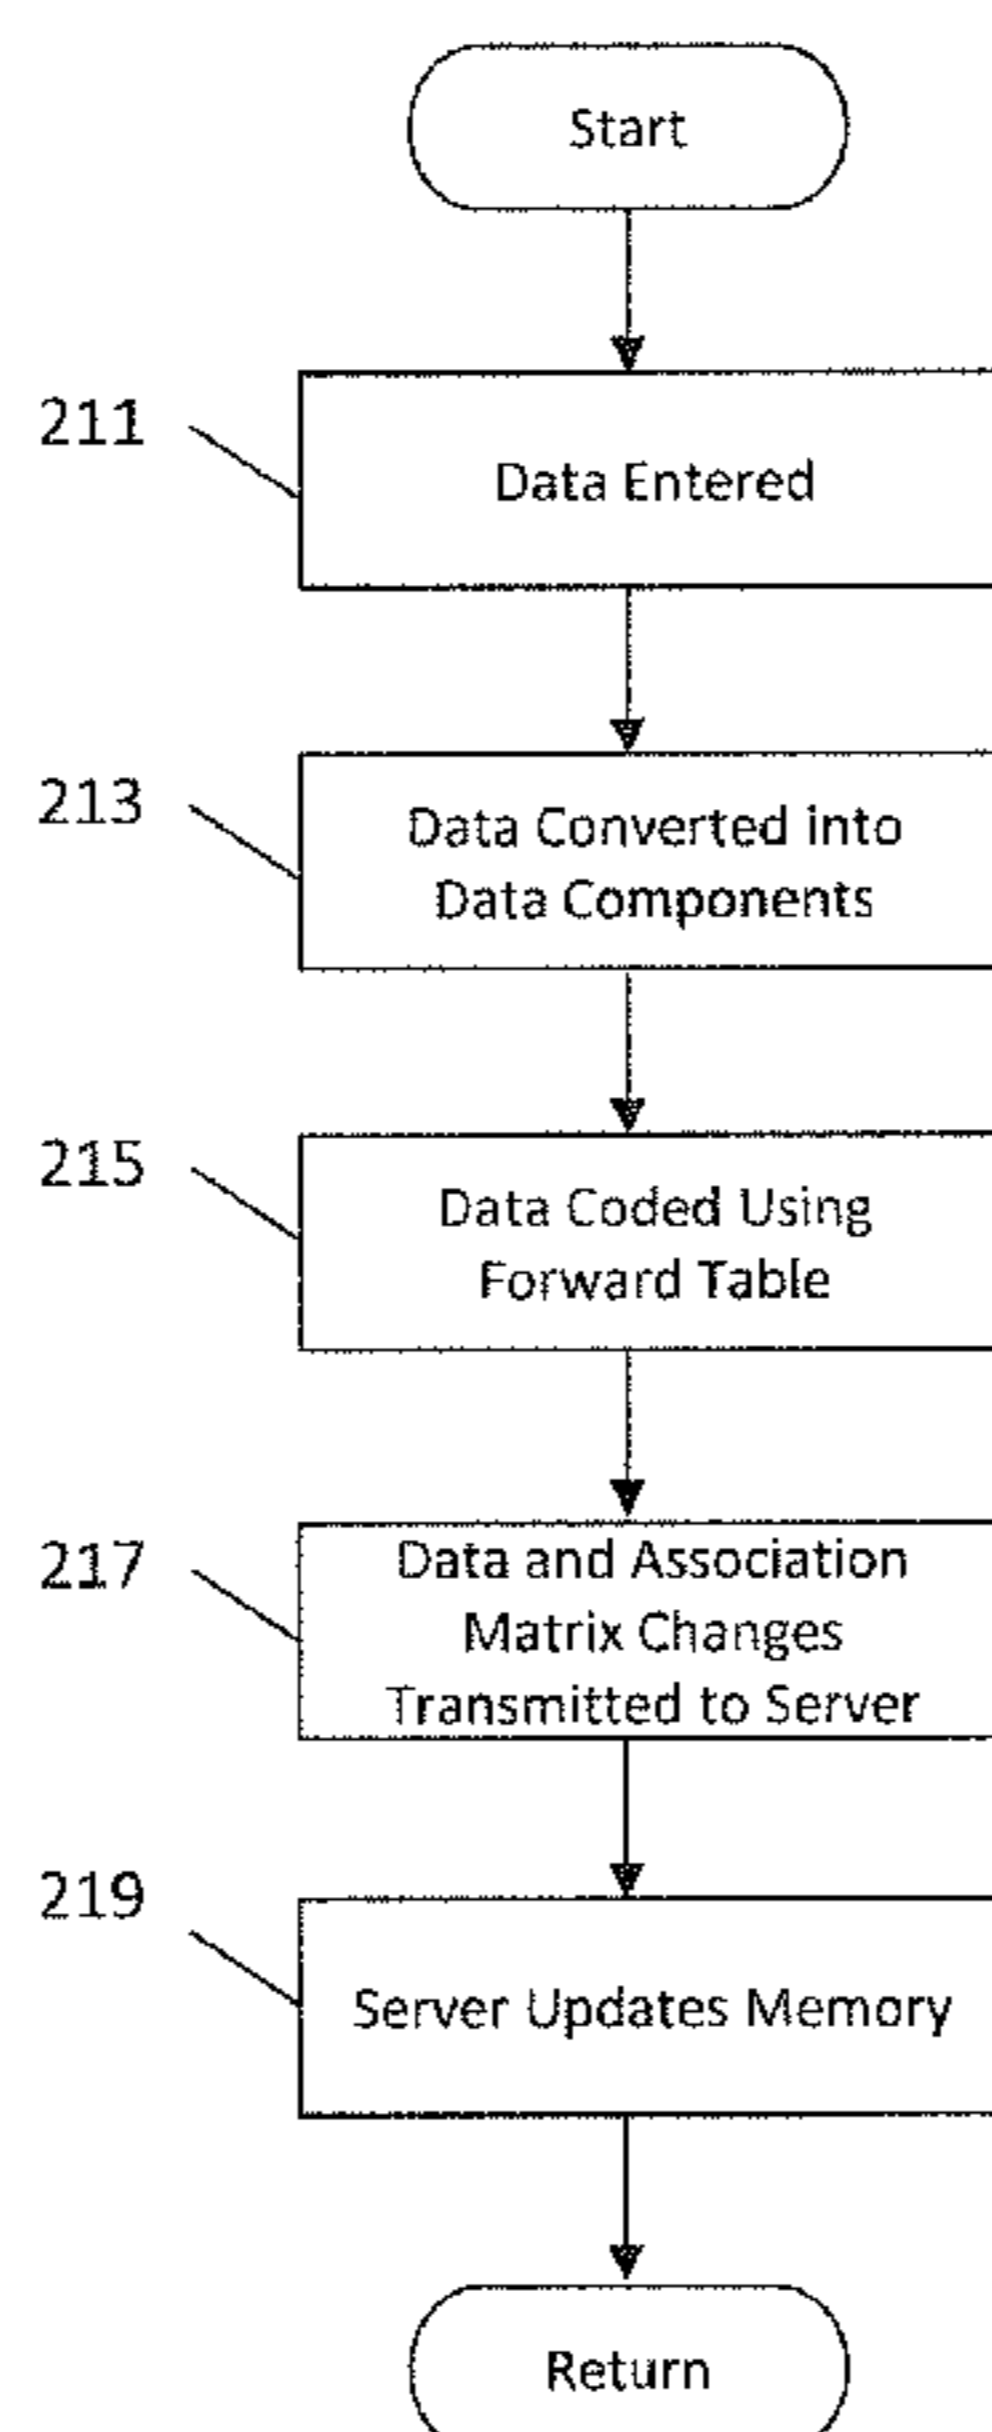 Start
211
Data Entered
213
Data Converted into
Data Components
215
Data Coded Using
Forward Table
217
Data and Association
Matrix Changes
Transmitted to Server
219
Server Updates Memory
Return